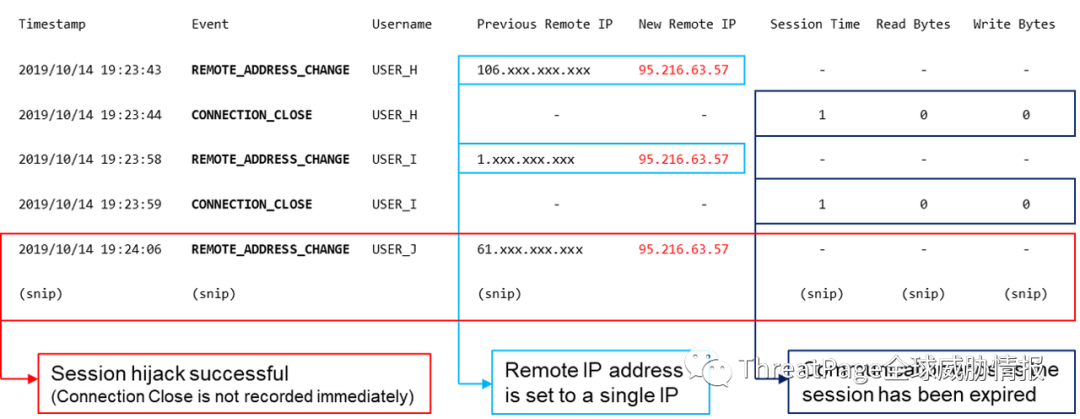 Timestamp Event Username Previous Remote IP New Remote IP Session Time Read Bytes Write Bytes
2019/10/14 19:23:43 REMOTE_ADDRESS_CHANGE USER_H 106.xxx.xxx.xxx 95.216.63.57 - - -
2019/10/14 19:23:44 CONNECTION_CLOSE USER_H - - 1 0 0
2019/10/14 19:23:58 REMOTE_ADDRESS_CHANGE USER_I 1.xxx.xxx.xxx 95.216.63.57 - - -
2019/10/14 19:23:59 CONNECTION_CLOSE USER_I - - 1 0 0
2019/10/14 19:24:06 REMOTE_ADDRESS_CHANGE USER_J 61.xxx.xxx.xxx 95.216.63.57 - - -
(snip) (snip) (snip) (snip) (snip) (snip)
Session hijack successful
(Connection Close is not recorded immediately)
Remote IP address
is set to a single IP
session has been expired
ThreatPage全球威胁情报